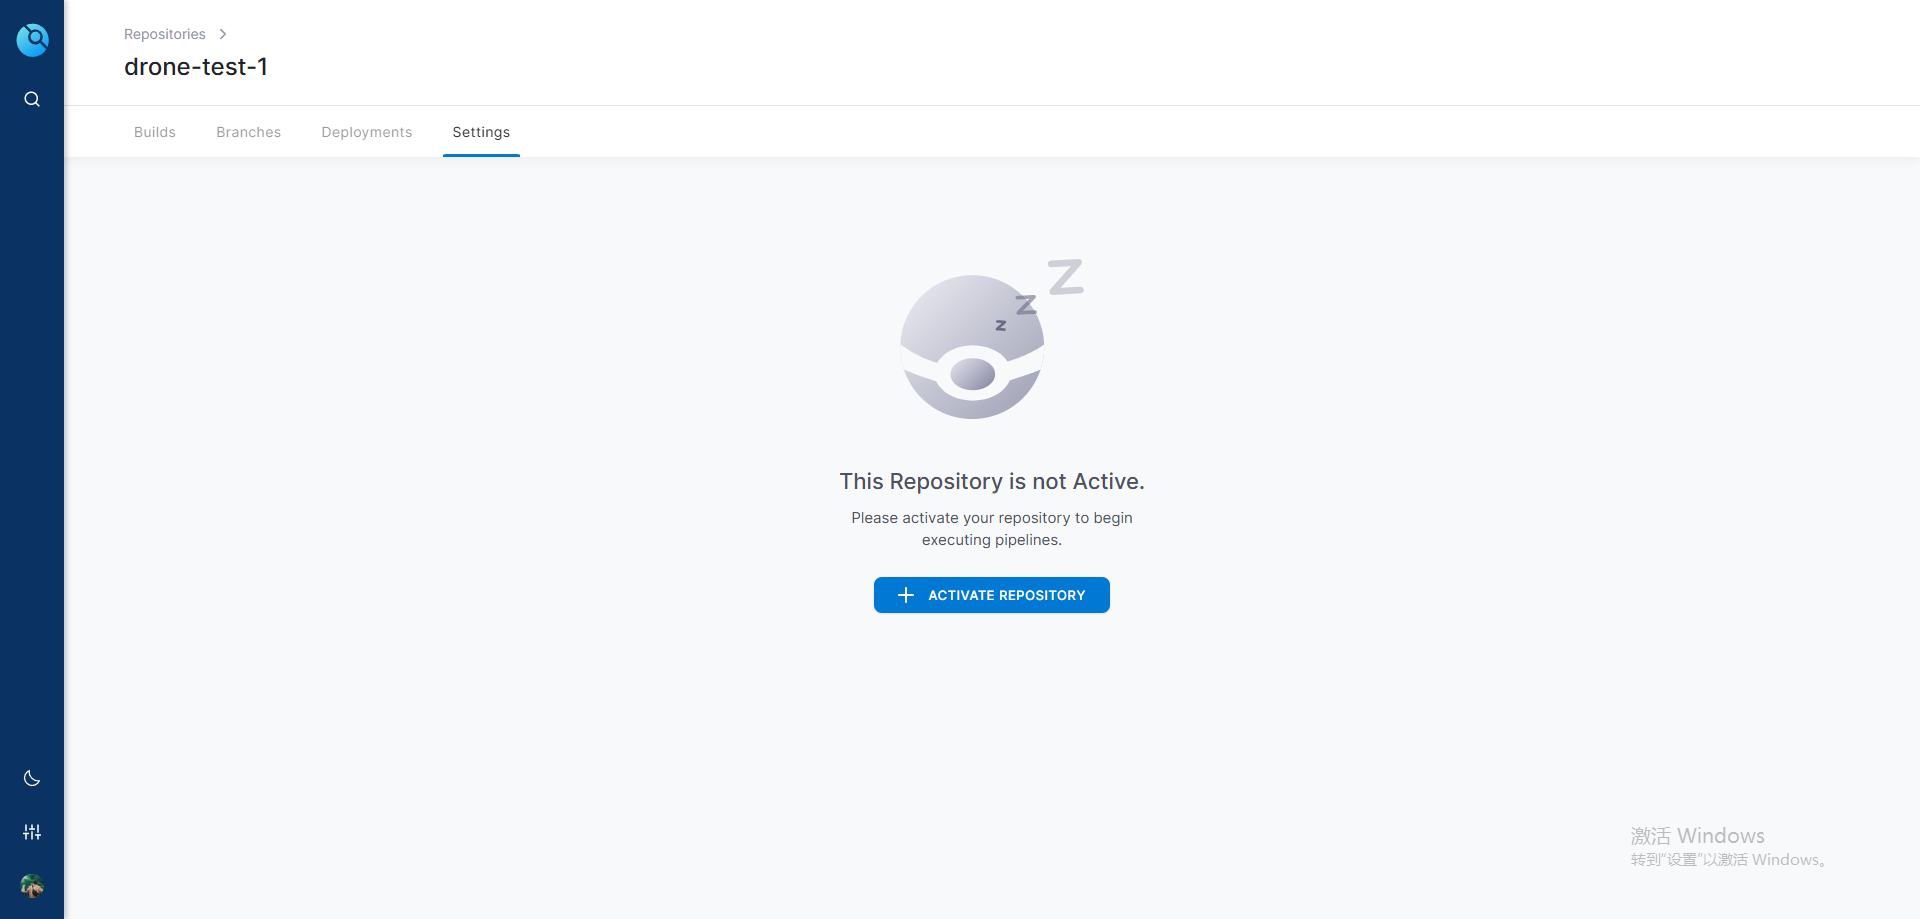 Repositories
drone-test-1
Builds Branches Deployments Settings
z z Z
This Repository is not Active.
Please activate your repository to begin
executing pipelines.
ACTIVATE REPOSITORY
激活 Windows
转到“设置”以激活 Windows。